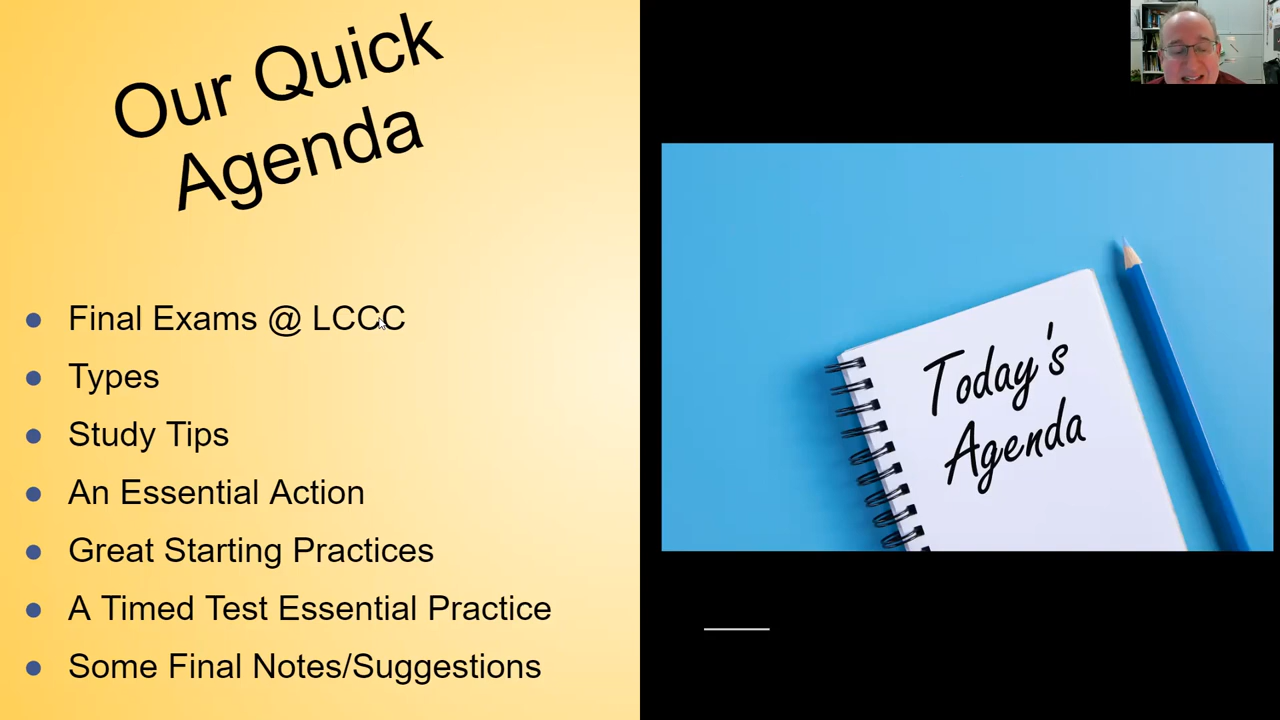 Our Quick
Agenda
Final Exams @ LCCC
Types
Study Tips
An Essential Action
Great Starting Practices
A Timed Test Essential Practice
Some Final Notes/Suggestions
Today's
Agenda